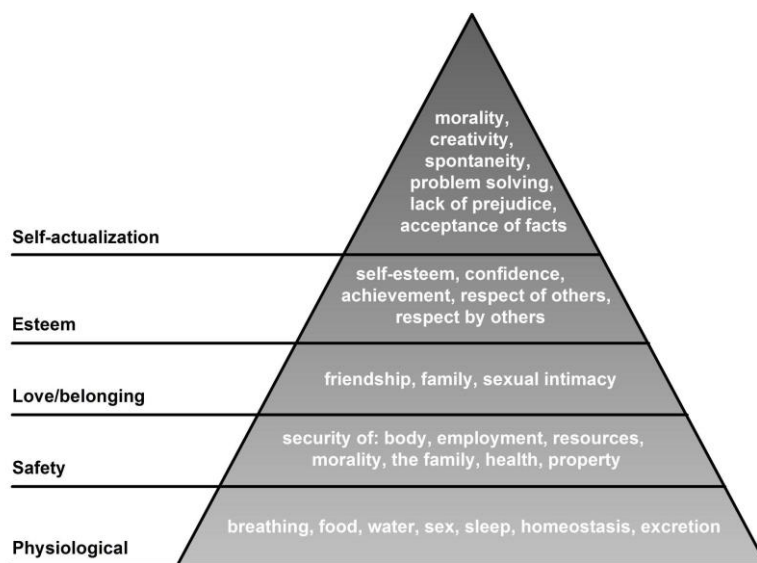 morality,
creativity,
spontaneity,
problem solving,
lack of prejudice,
acceptance of facts
Self-actualization
self-esteem, confidence,
achievement, respect of others,
respect by others
Esteem
friendship, family, sexual intimacy
Love/belonging
security of: body, employment, resources,
morality, the family, health, property
Safety
breathing, food, water, sex, sleep, homeostasis, excretion
Physiological